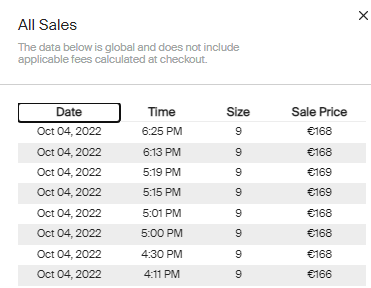 All Sales
The data below is global and does not include
applicable fees calculated at checkout.
Date Time Size Sale Price
Oct 04, 2022 6:25 PM 9 €168
Oct 04, 2022 6:13 PM 9 €168
Oct 04, 2022 5:19 PM 9 €169
Oct 04, 2022 5:15 PM 9 €169
Oct 04, 2022 5:01 PM 9 €168
Oct 04, 2022 5:00 PM 9 €168
Oct 04, 2022 4:30 PM 9 €168
Oct 04, 2022 4:11 PM 9 €166